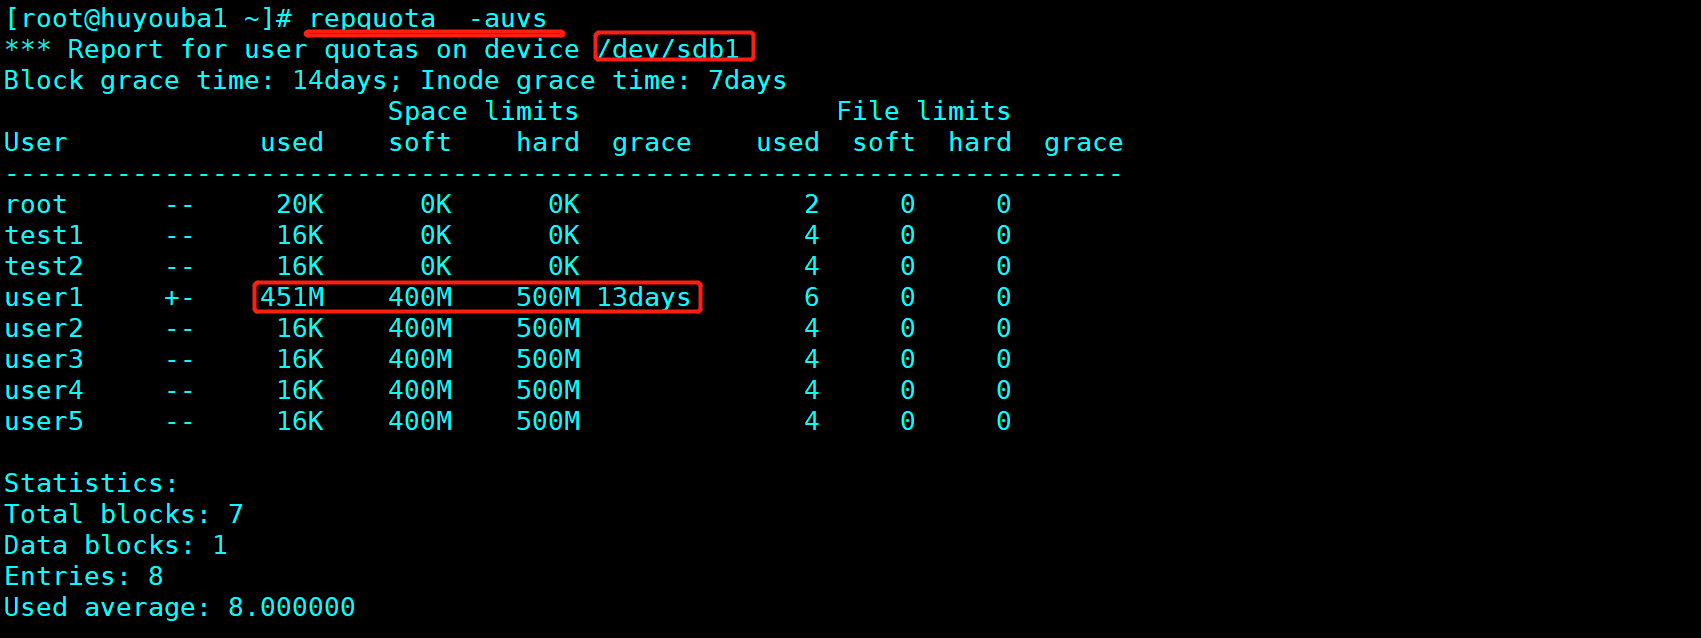 [root@huyouba1 ~]# repquota  -auvs
*** Report for user quotas on device /dev/sdb1
Block grace time: 14days; Inode grace time: 7days
                        Space limits                File limits
User            used    soft    hard  grace    used  soft  hard  grace
----------------------------------------------------------------------
root      --     20K      0K      0K              2     0     0
test1     --     16K      0K      0K              4     0     0
test2     --     16K      0K      0K              4     0     0
user1     +-    451M    400M    500M 13days       6     0     0
user2     --     16K    400M    500M              4     0     0
user3     --     16K    400M    500M              4     0     0
user4     --     16K    400M    500M              4     0     0
user5     --     16K    400M    500M              4     0     0
Statistics:
Total blocks: 7
Data blocks: 1
Entries: 8
Used average: 8.000000